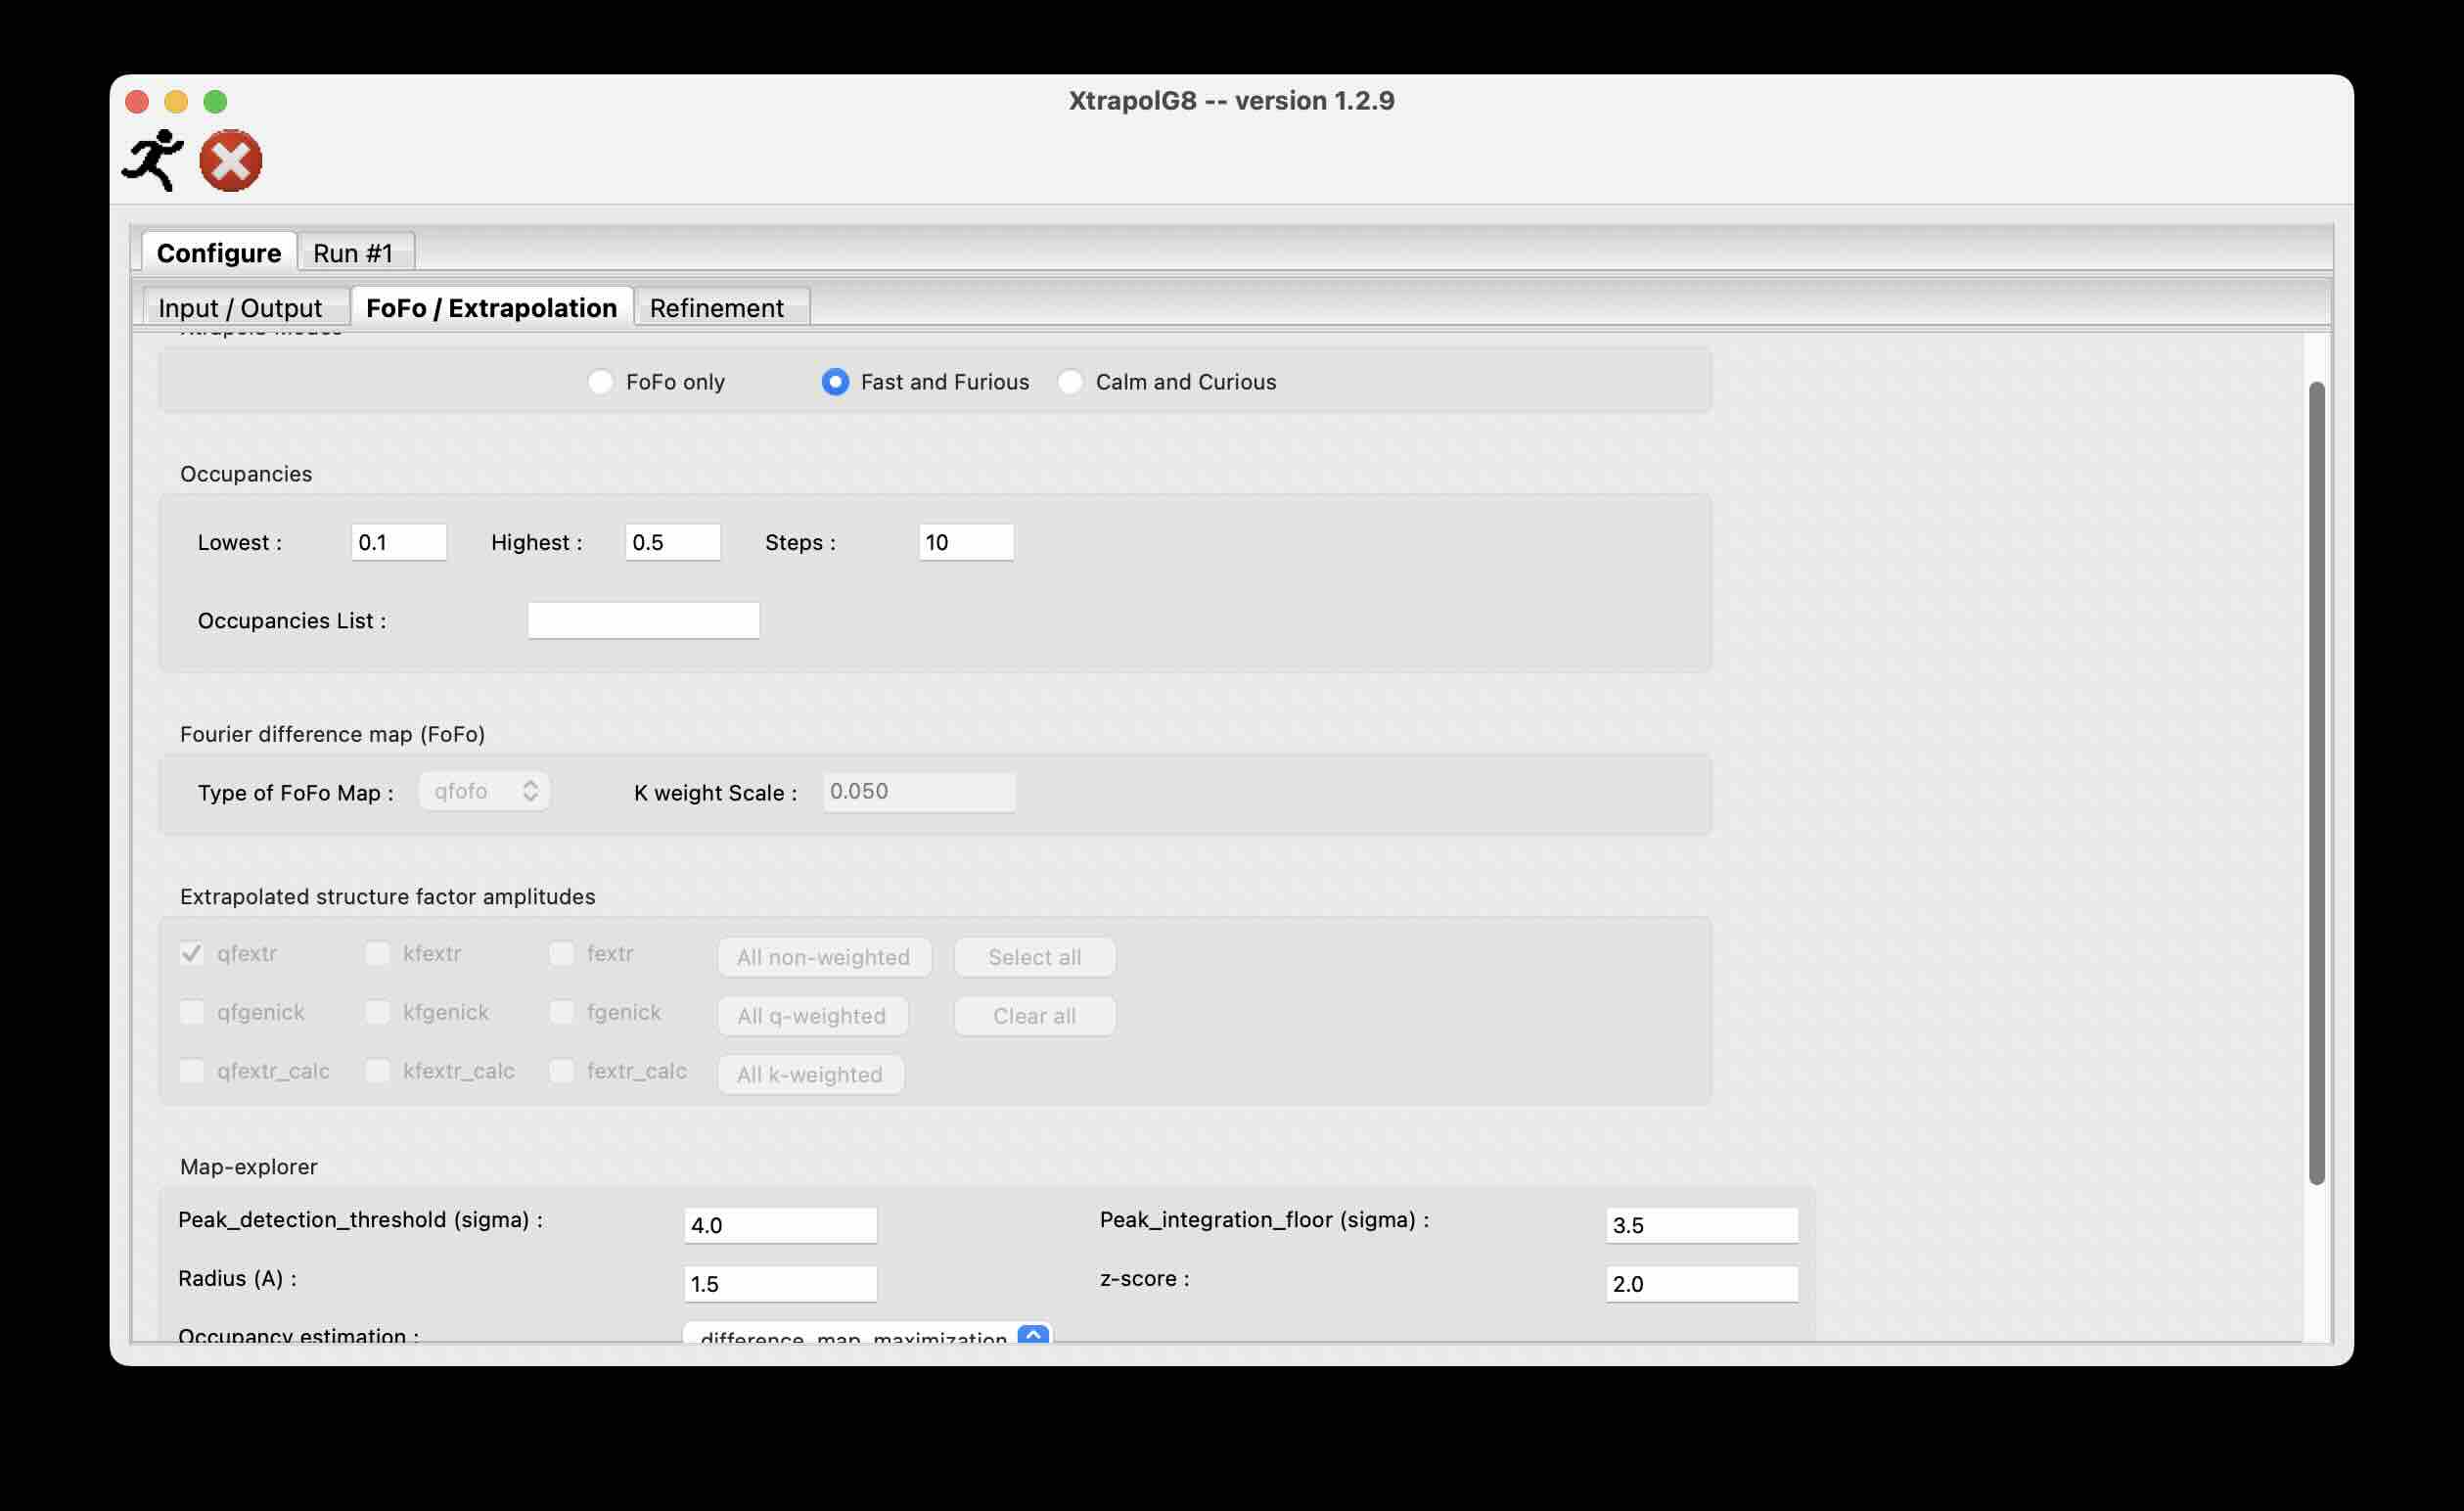 XtrapolG8 -- version 1.2.9
Configure Run #1
Input / Output FoFo / Extrapolation Refinement
FoFo only Fast and Furious Calm and Curious
Occupancies
Lowest : 0.1 Highest : 0.5 Steps : 10
Occupancies List :
Fourier difference map (FoFo)
Type of FoFo Map : qfofo K weight Scale : 0.050
Extrapolated structure factor amplitudes
qfextr kfextr fextr All non-weighted Select all
qfgenick kfgenick fgenick All q-weighted Clear all
qfextr_calc kfextr_calc fextr_calc All k-weighted
Map-explorer
Peak_detection_threshold (sigma) : 4.0 Peak_integration_floor (sigma) : 3.5
Radius (A) : 1.5 z-score : 2.0
Occupancy estimation : difference_map_maximization